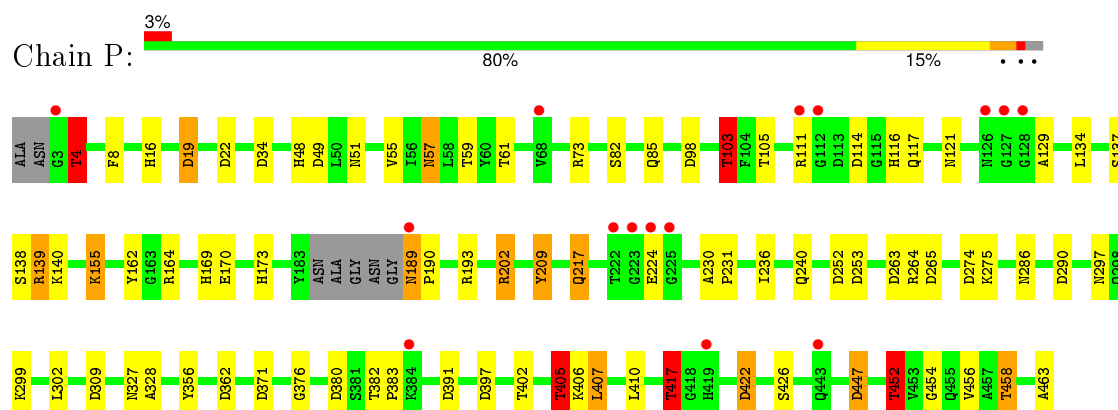 3%
Chain P:
80% 15% • • •
ALA ASN G3 T4 F8 H16 D19 D22 D34 H48 D49 L50 N51 V55 I56 N57 L58 T59 Y60 T61 V68 R73 S82 Q85 D98 T103 F104 T105 R111 G112 D113 D114 G115 H116 Q117 N121 N126 G127 G128 A129 L134 S137
S138 R139 K140 K155 Y162 G163 R164 H169 E170 H173 Y183 ASN ALA GLY ASN GLY N189 P190 R193 R202 Y209 Q217 T222 G223 E224 G225 A230 P231 I236 Q240 D252 D253 D263 R264 D265 D274 K275 N286 D290 N297 Q298
K299 L302 D309 N327 A328 Y356 D362 D371 G376 D380 S381 T382 P383 K384 D391 D397 T402 T405 K406 L407 L410 T417 G418 H419 D422 S426 Q443 D447 T452 V453 G454 Q455 V456 A457 T458 A463